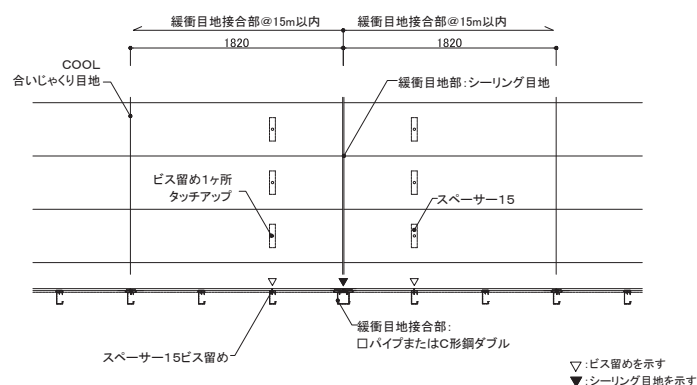 緩衝目地接合部@15m以内
緩衝目地接合部@15m以内
1820
1820
COOL
合いじゃくり目地
緩衝目地部:シーリング目地
ビス留め1ヶ所
タッチアップ
スペーサー15
緩衝目地接合部:
□パイプまたはC形鋼ダブル
スペーサー15ビス留め
▽:ビス留めを示す
▼:シーリング目地を示す